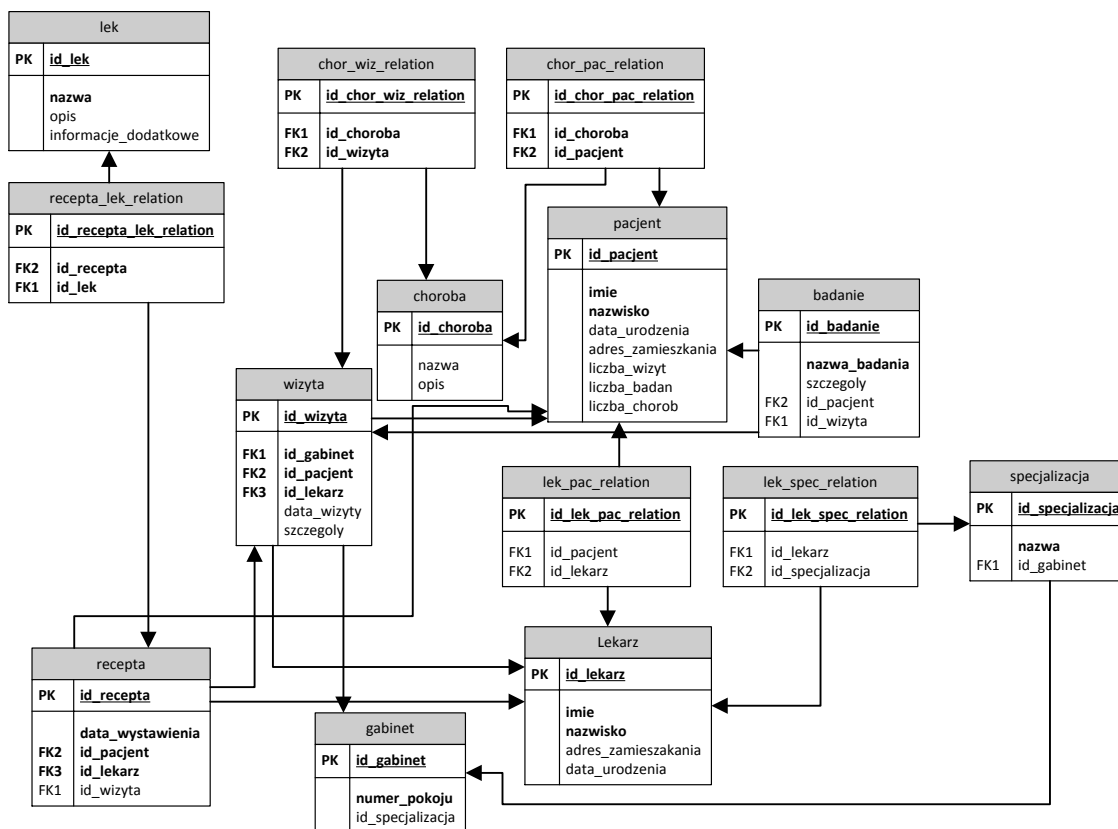 lek
PK id_lek
nazwa
opis
informacje_dodatkowe
chor_wiz_relation
PK id_chor_wiz_relation
FK1 id_choroba
FK2 id_wizyta
chor_pac_relation
PK id_chor_pac_relation
FK1 id_choroba
FK2 id_pacjent
recepta_lek_relation
PK id_recepta_lek_relation
FK2 id_recepta
FK1 id_lek
pacjent
PK id_pacjent
imie
nazwisko
data_urodzenia
adres_zamieszkania
liczba_wizyt
liczba_badan
liczba_chorob
choroba
PK id_choroba
nazwa
opis
badanie
PK id_badanie
nazwa_badania
szczegoly
FK2 id_pacjent
FK1 id_wizyta
wizyta
PK id_wizyta
FK1 id_gabinet
FK2 id_pacjent
FK3 id_lekarz
data_wizyty
szczegoly
lek_pac_relation
PK id_lek_pac_relation
FK1 id_pacjent
FK2 id_lekarz
lek_spec_relation
PK id_lek_spec_relation
FK1 id_lekarz
FK2 id_specjalizacja
specjalizacja
PK id_specjalizacja
nazwa
FK1 id_gabinet
recepta
PK id_recepta
data_wystawienia
FK2 id_pacjent
FK3 id_lekarz
FK1 id_wizyta
Lekarz
PK id_lekarz
imie
nazwisko
adres_zamieszakania
data_urodzenia
gabinet
PK id_gabinet
numer_pokoju
id_specjalizacja